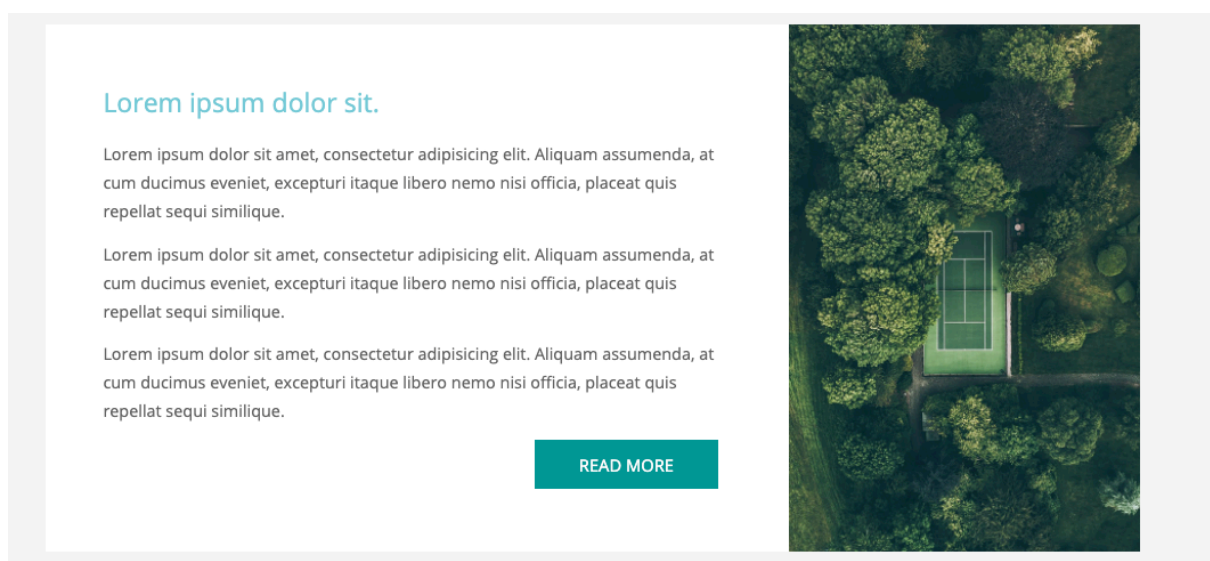 Lorem ipsum dolor sit.
Lorem ipsum dolor sit amet, consectetur adipisicing elit. Aliquam assumenda, at
cum ducimus eveniet, excepturi itaque libero nemo nisi officia, placeat quis
repellat sequi similique.
Lorem ipsum dolor sit amet, consectetur adipisicing elit. Aliquam assumenda, at
cum ducimus eveniet, excepturi itaque libero nemo nisi officia, placeat quis
repellat sequi similique.
Lorem ipsum dolor sit amet, consectetur adipisicing elit. Aliquam assumenda, at
cum ducimus eveniet, excepturi itaque libero nemo nisi officia, placeat quis
repellat sequi similique.
READ MORE